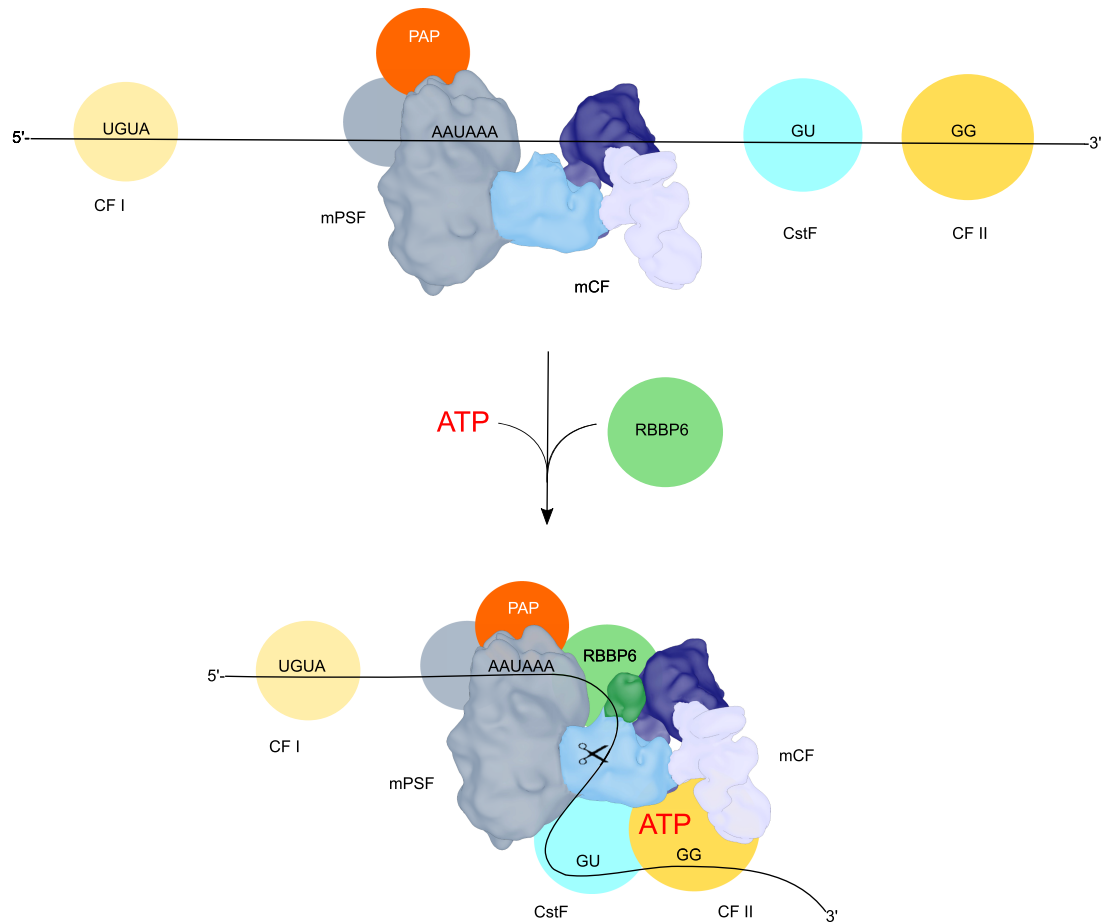 PAP
UGUA
AAUAAA
GU
GG
5'-
-3'
CF I
mPSF
CstF
CF II
mCF
ATP
RBBP6
PAP
RBBP6
UGUA
AAUAAA
5'-
CF I
mCF
mPSF
ATP
GU
GG
CstF
CF II
3'